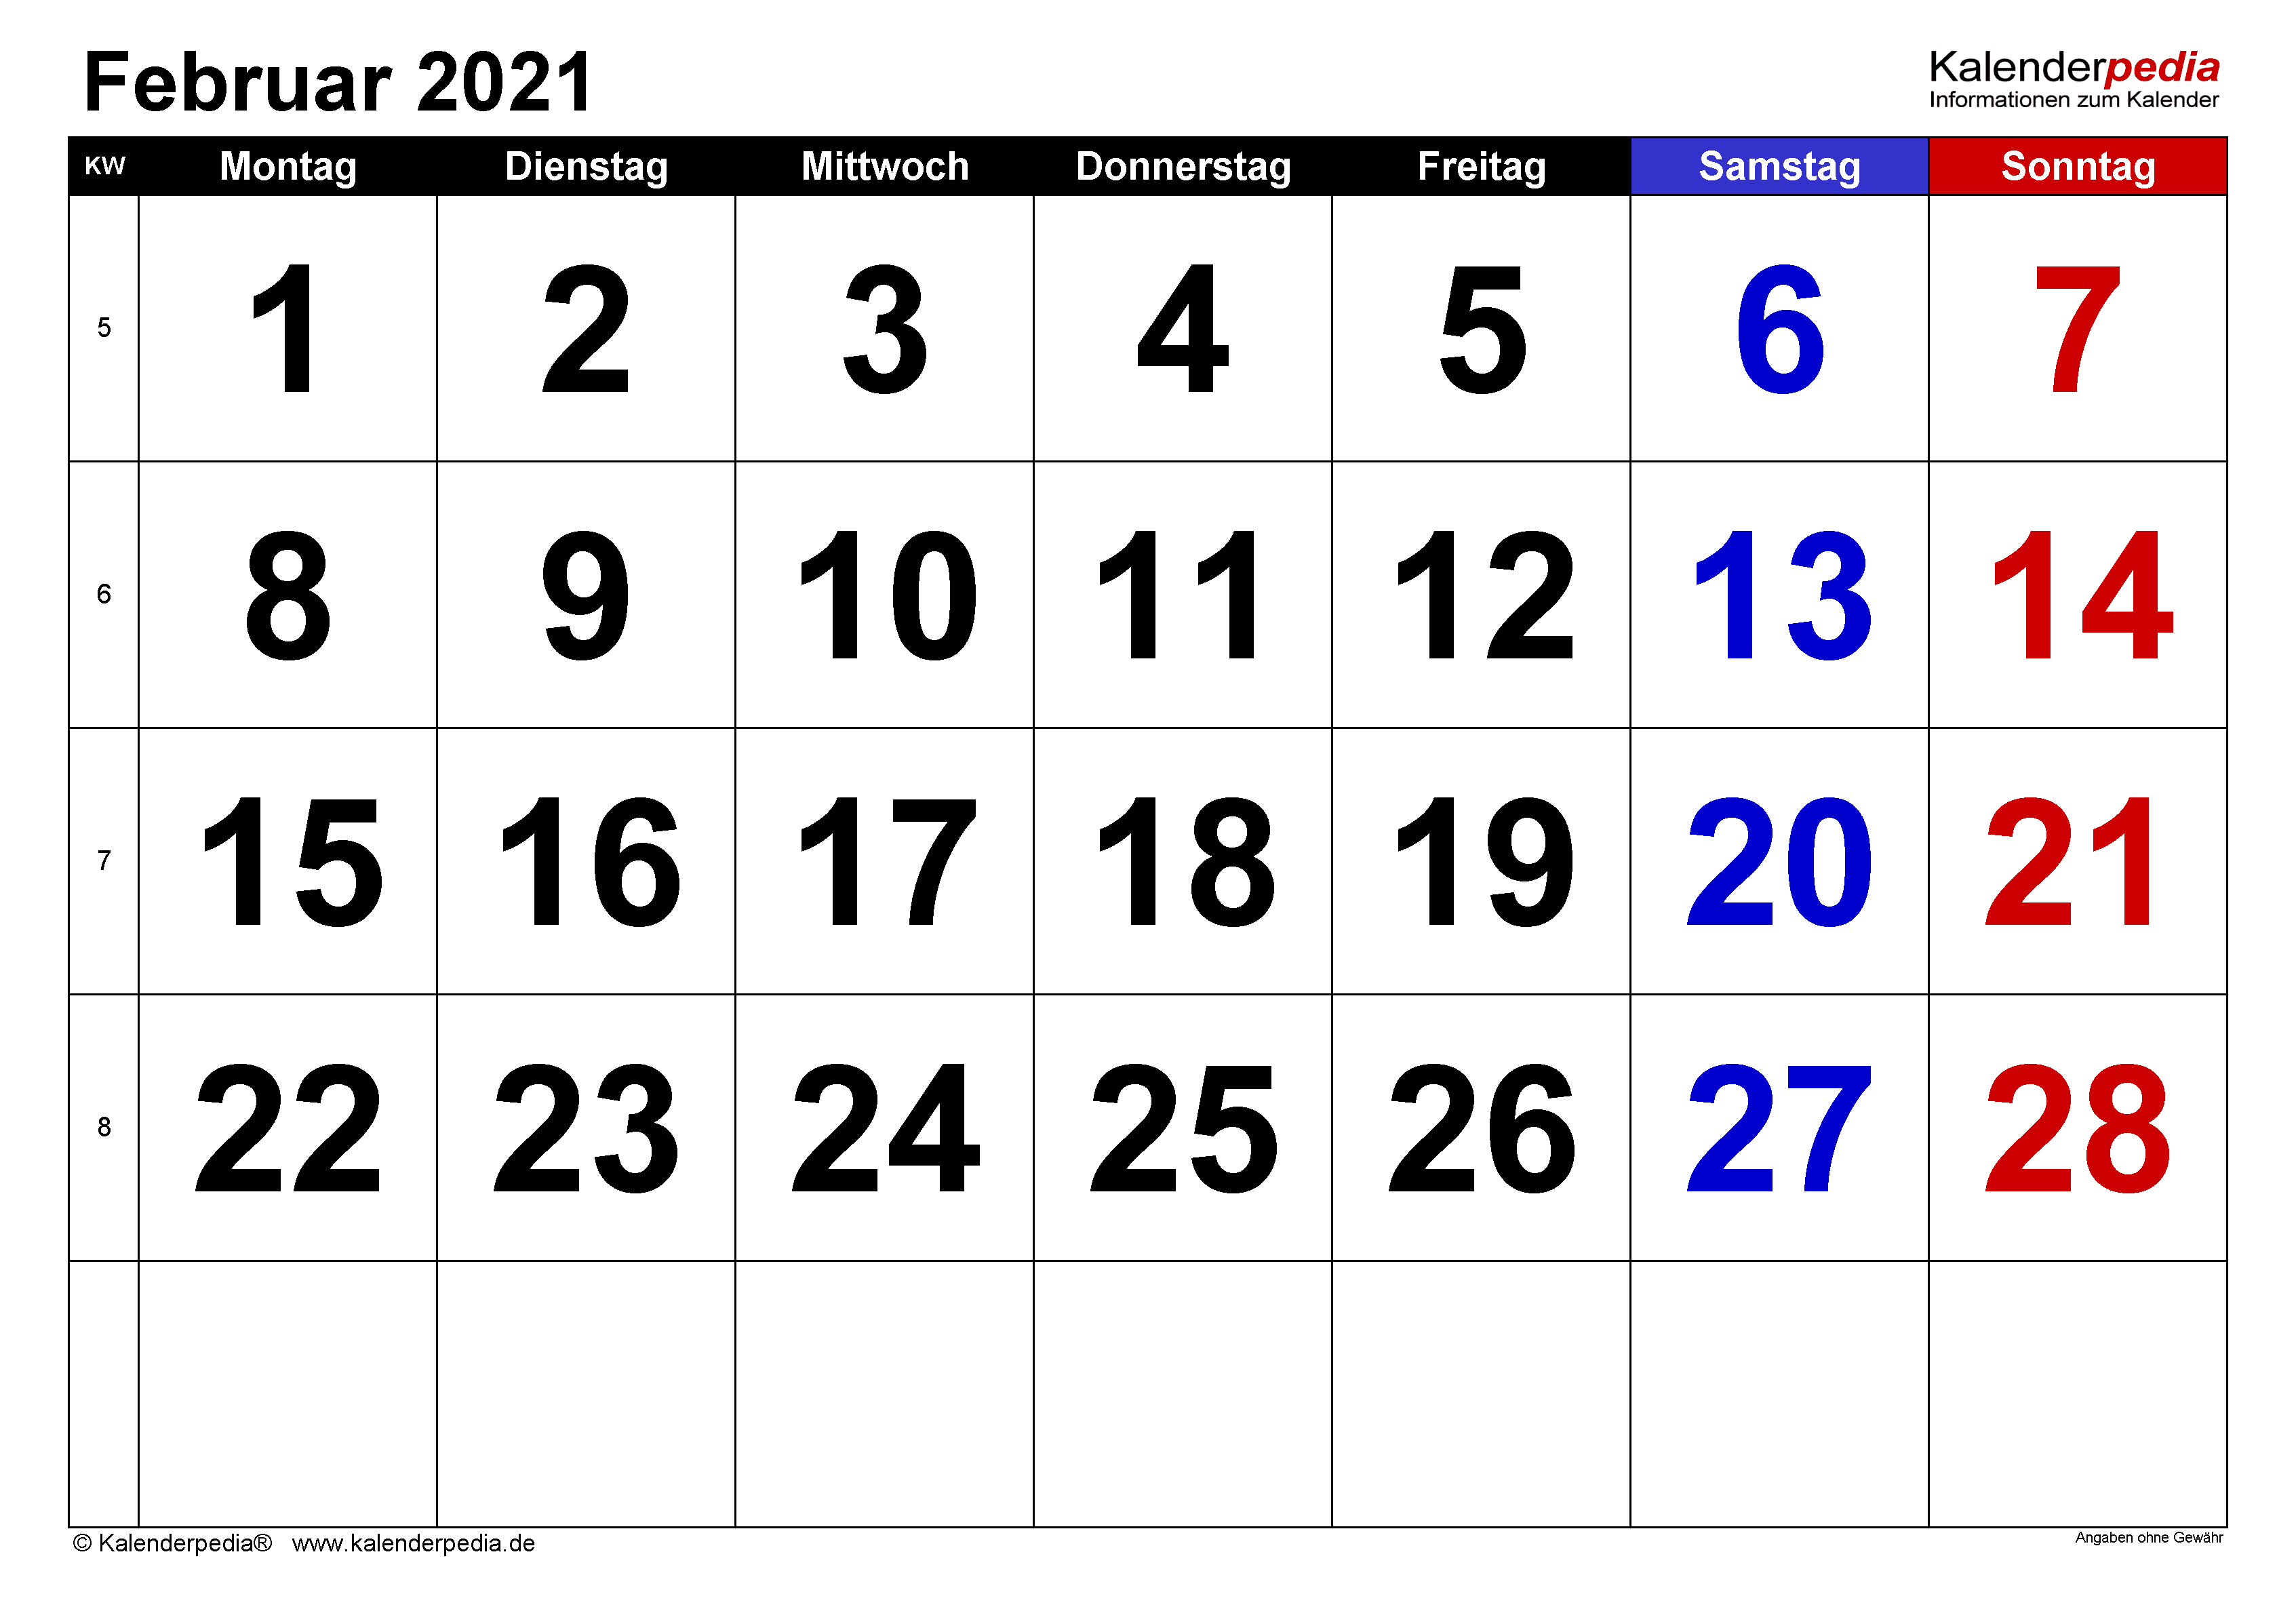 Februar 2021
Kalenderpedia
Informationen zum Kalender
KW Montag Dienstag Mittwoch Donnerstag Freitag Samstag Sonntag
5 1 2 3 4 5 6 7
6 8 9 10 11 12 13 14
7 15 16 17 18 19 20 21
8 22 23 24 25 26 27 28
© Kalenderpedia® www.kalenderpedia.de
Angaben ohne Gewähr